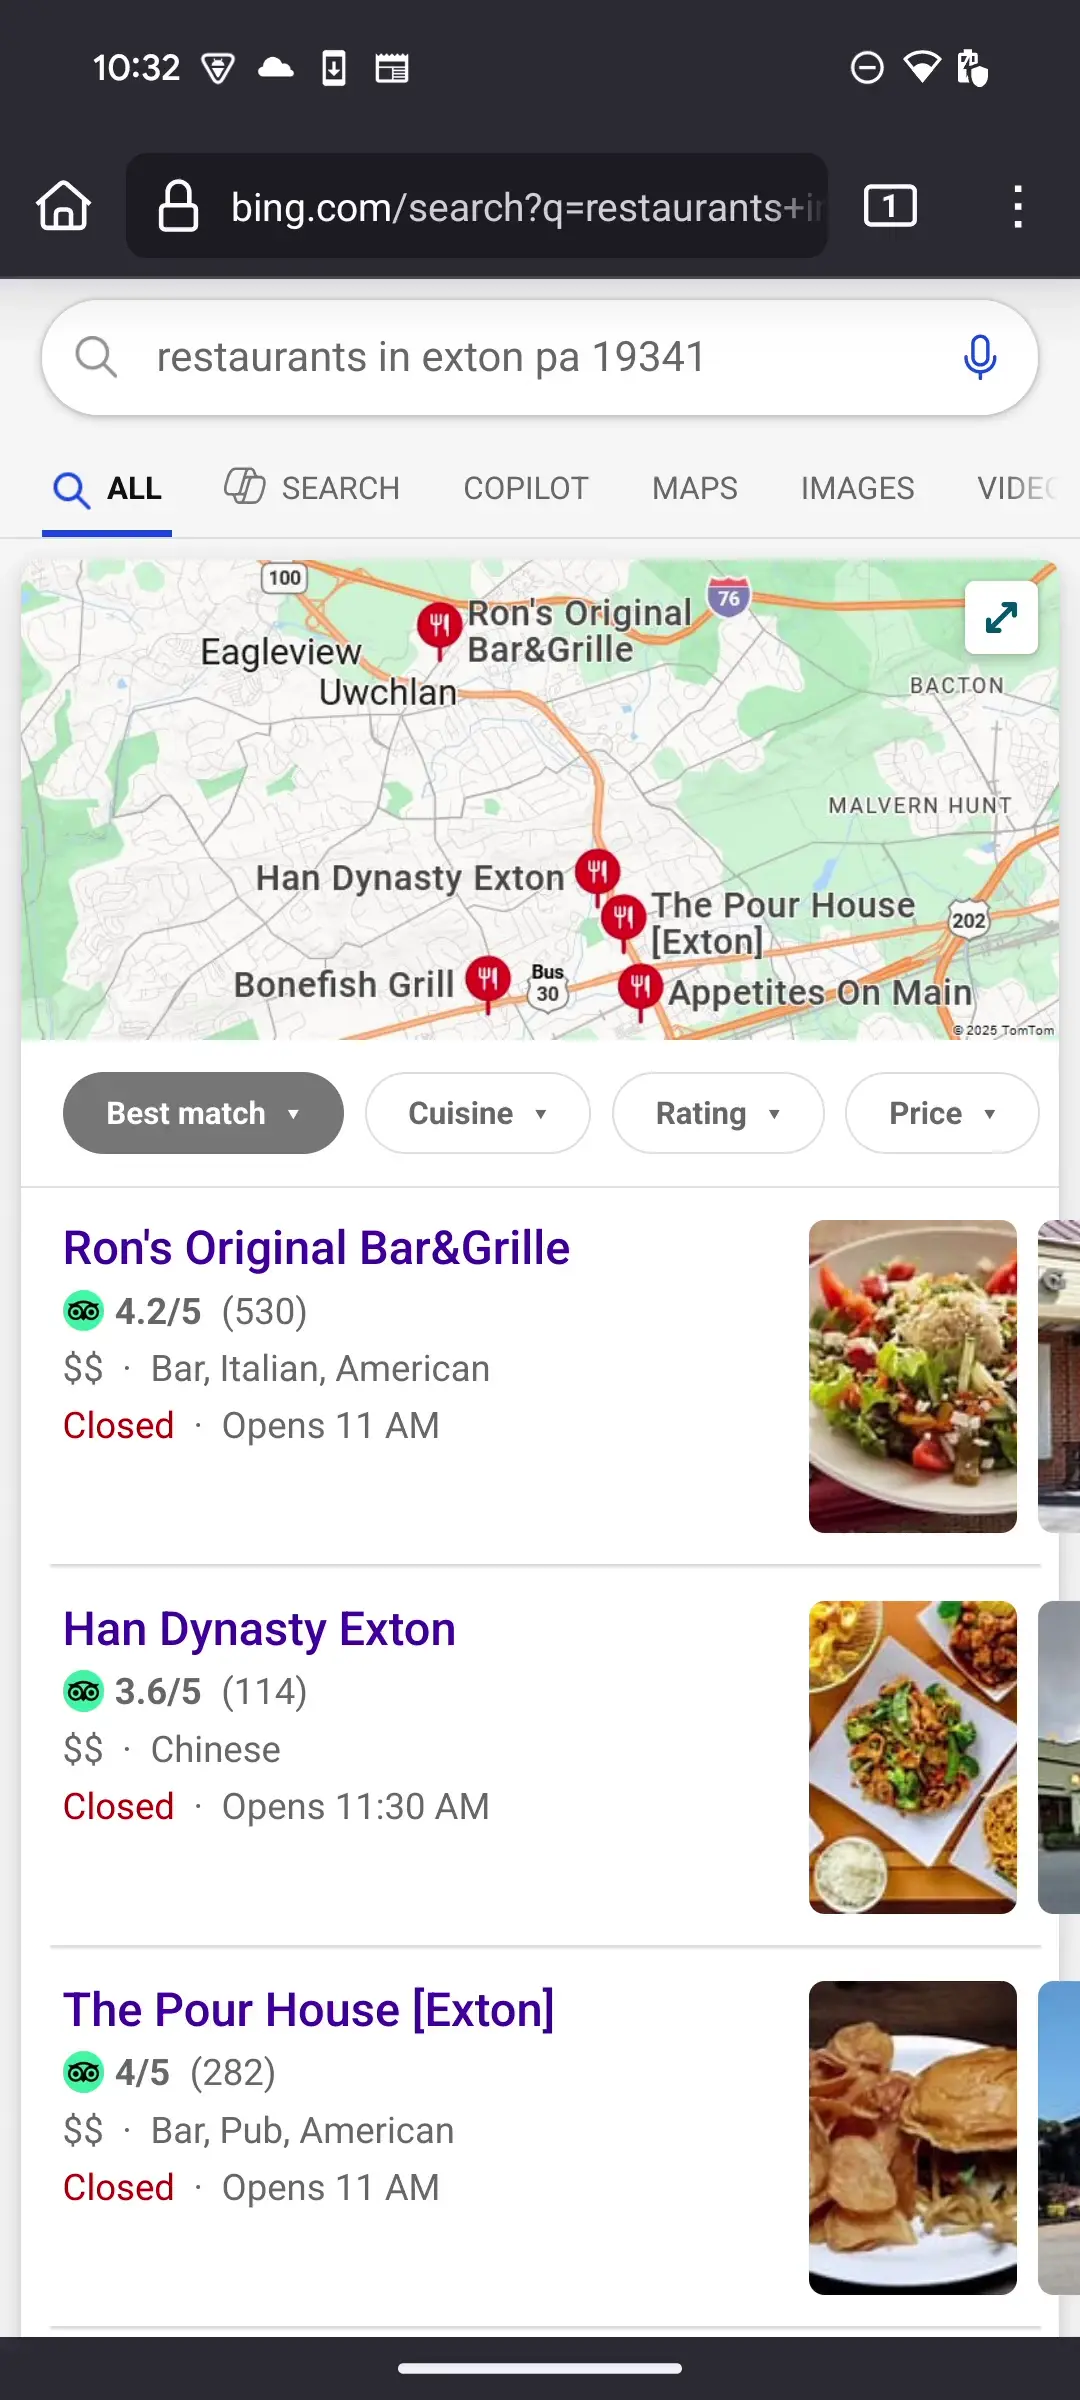 10:32
bing.com/search?q=restaurants+in
1
restaurants in exton pa 19341
ALL SEARCH COPILOT MAPS IMAGES VIDEO
100
Ron's Original
Bar&Grille
76
Eagleview
Uwchlan
BACTON
MALVERN HUNT
Han Dynasty Exton
The Pour House
[Exton]
202
Bonefish Grill
Bus
30
Appetites On Main
© 2025 TomTom
Best match ▼ Cuisine ▼ Rating ▼ Price ▼
Ron's Original Bar&Grille
4.2/5 (530)
$$ · Bar, Italian, American
Closed · Opens 11 AM
Han Dynasty Exton
3.6/5 (114)
$$ · Chinese
Closed · Opens 11:30 AM
The Pour House [Exton]
4/5 (282)
$$ · Bar, Pub, American
Closed · Opens 11 AM